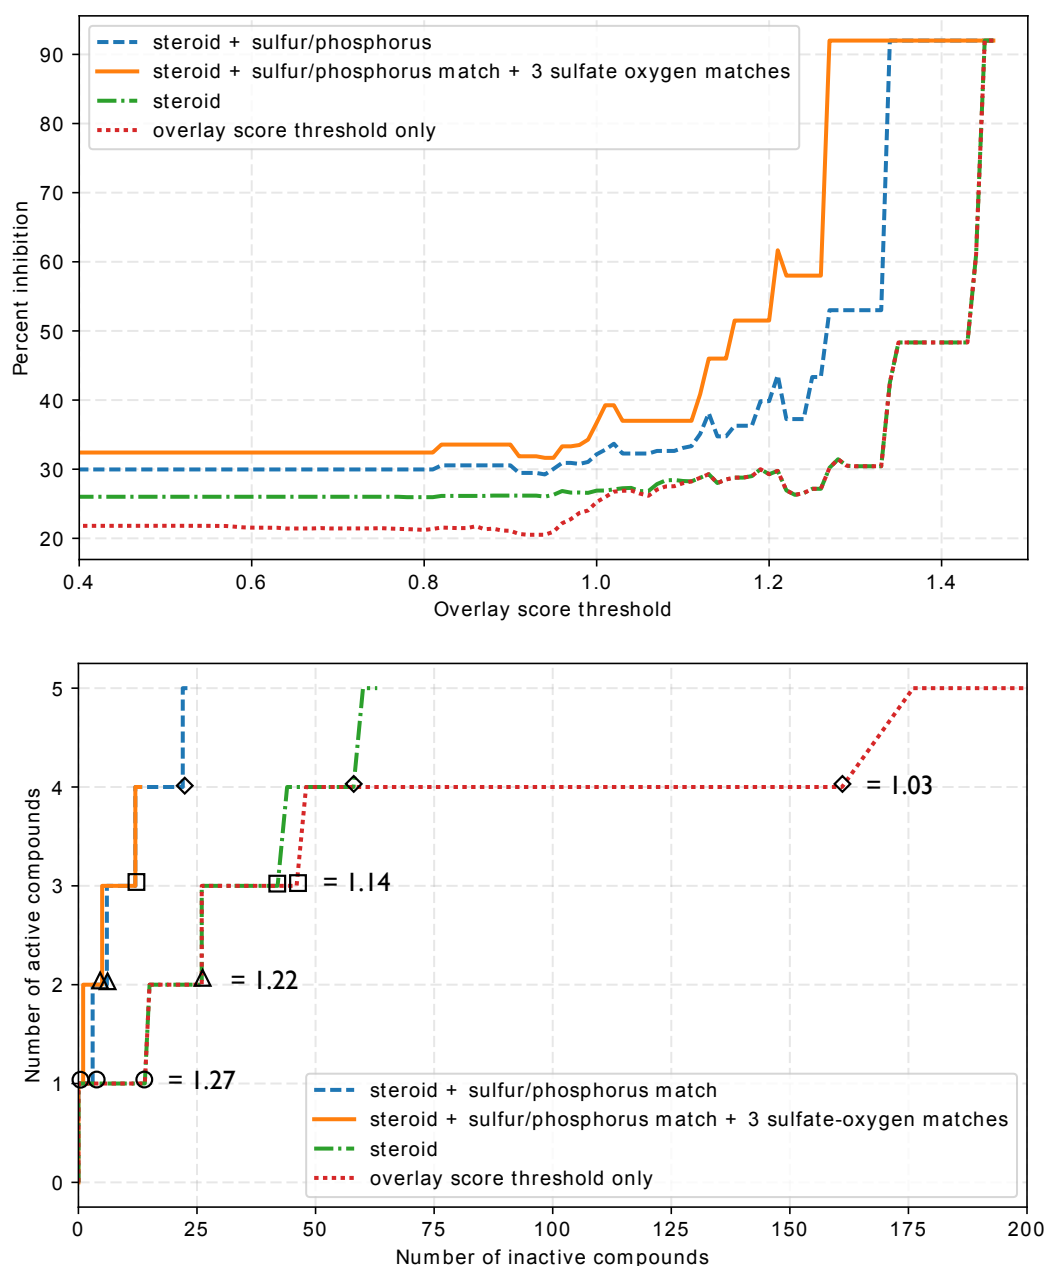 steroid + sulfur/phosphorus
steroid + sulfur/phosphorus match + 3 sulfate oxygen matches
steroid
overlay score threshold only
90
80
70
60
50
40
30
20
Percent inhibition
0.4
0.6
0.8
1.0
1.2
1.4
Overlay score threshold
5
4
3
2
1
0
Number of active compounds
= 1.03
= 1.14
= 1.22
= 1.27
steroid + sulfur/phosphorus match
steroid + sulfur/phosphorus match + 3 sulfate-oxygen matches
steroid
overlay score threshold only
0
25
50
75
100
125
150
175
200
Number of inactive compounds